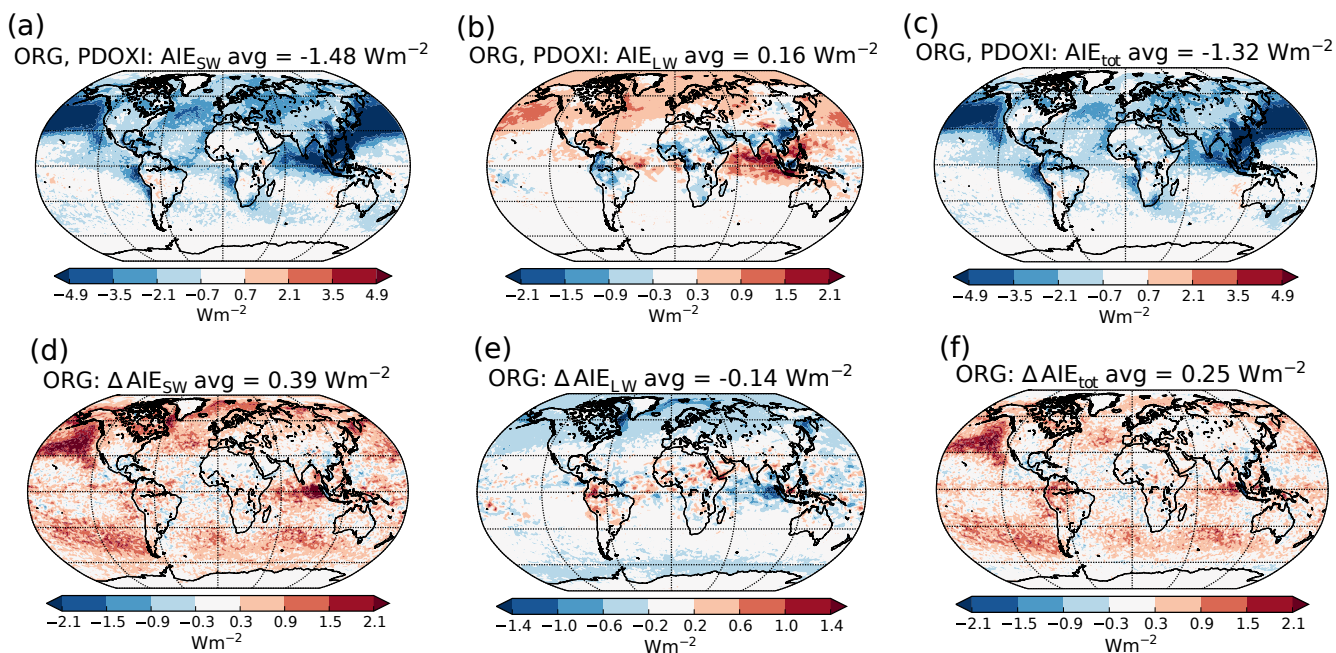 (a)
ORG, PDOXI: AIE_SW avg = -1.48 Wm⁻²
−4.9 −3.5 −2.1 −0.7 0.7 2.1 3.5 4.9
Wm⁻²
(b)
ORG, PDOXI: AIE_LW avg = 0.16 Wm⁻²
−2.1 −1.5 −0.9 −0.3 0.3 0.9 1.5 2.1
Wm⁻²
(c)
ORG, PDOXI: AIE_tot avg = -1.32 Wm⁻²
−4.9 −3.5 −2.1 −0.7 0.7 2.1 3.5 4.9
Wm⁻²
(d)
ORG: Δ AIE_SW avg = 0.39 Wm⁻²
−2.1 −1.5 −0.9 −0.3 0.3 0.9 1.5 2.1
Wm⁻²
(e)
ORG: Δ AIE_LW avg = -0.14 Wm⁻²
−1.4 −1.0 −0.6 −0.2 0.2 0.6 1.0 1.4
Wm⁻²
(f)
ORG: Δ AIE_tot avg = 0.25 Wm⁻²
−2.1 −1.5 −0.9 −0.3 0.3 0.9 1.5 2.1
Wm⁻²